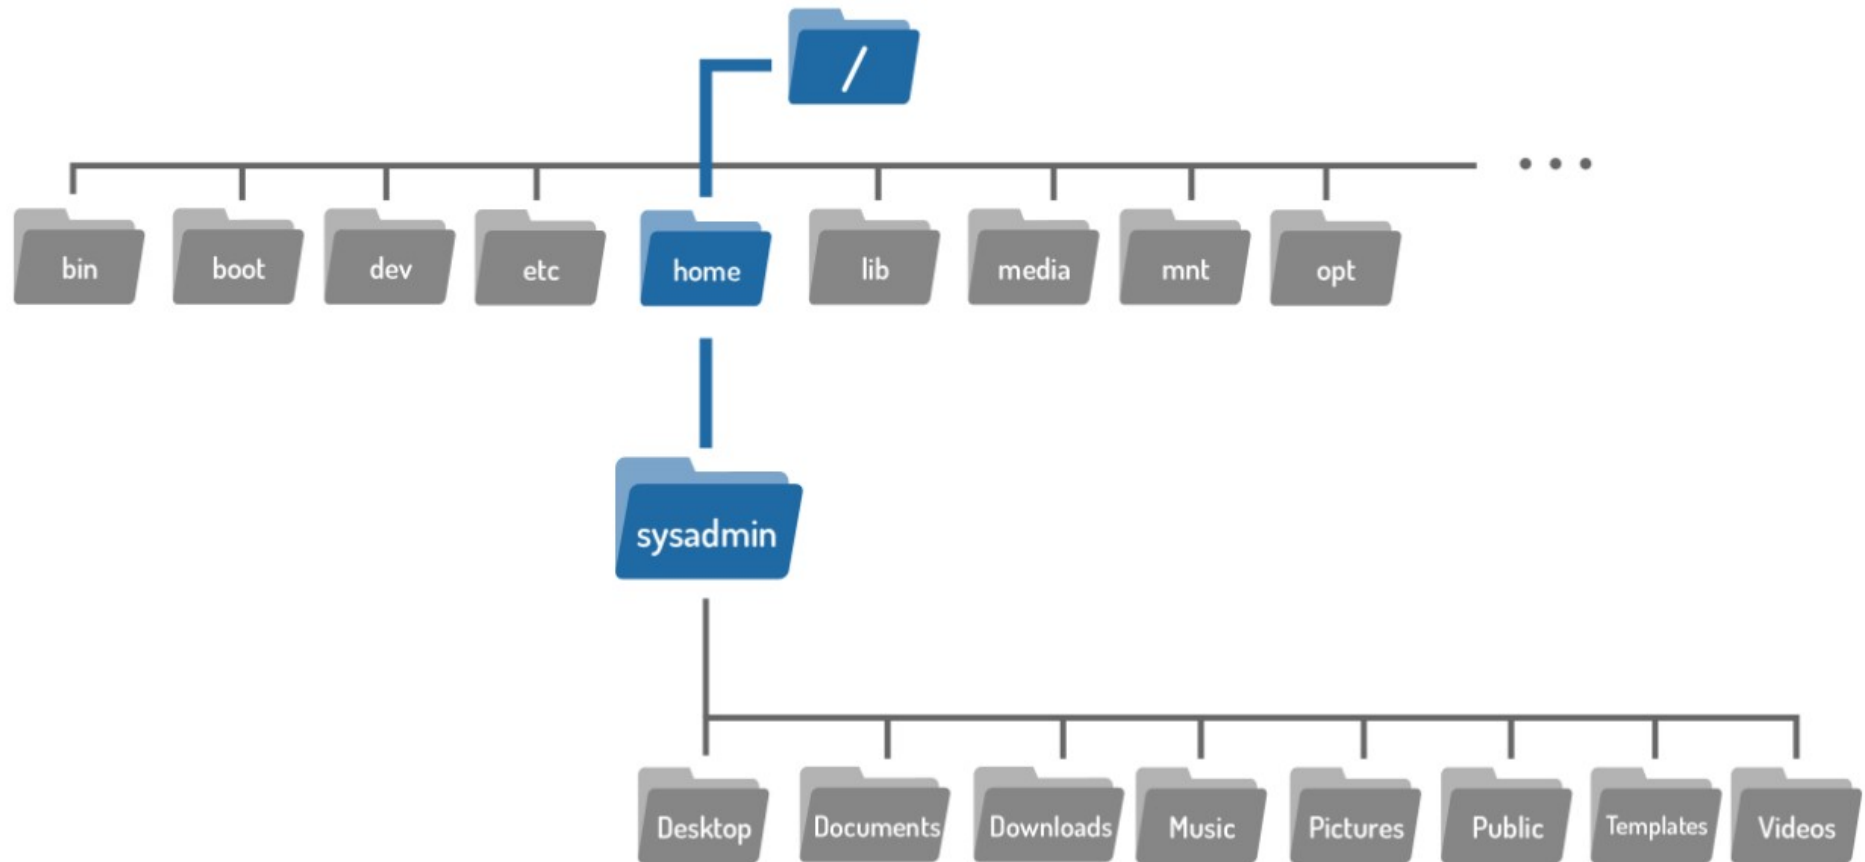 /
bin
boot
dev
etc
home
lib
media
mnt
opt
sysadmin
Desktop
Documents
Downloads
Music
Pictures
Public
Templates
Videos